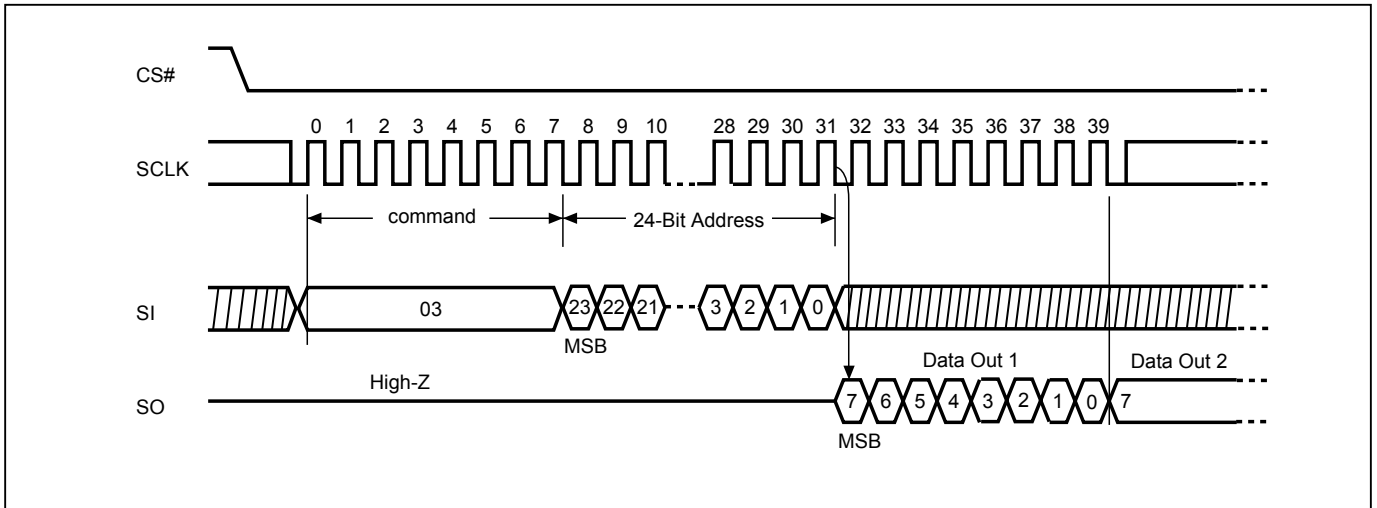 CS#
0 1 2 3 4 5 6 7 8 9 10 28 29 30 31 32 33 34 35 36 37 38 39
SCLK
command
24-Bit Address
SI
03
23 22 21 3 2 1 0
MSB
Data Out 1
Data Out 2
High-Z
SO
7 6 5 4 3 2 1 0 7
MSB